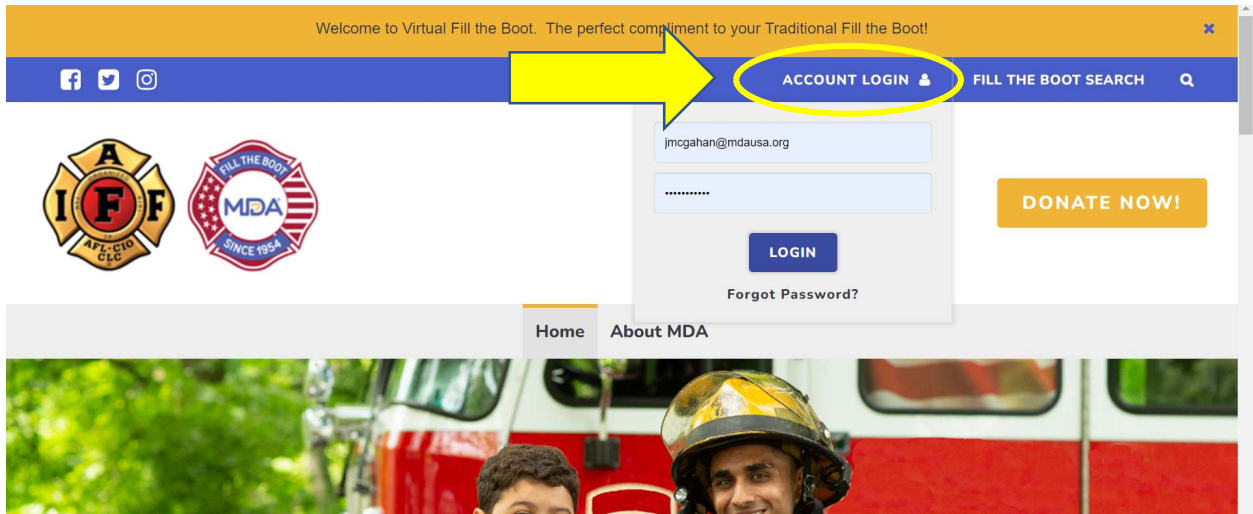 Welcome to Virtual Fill the Boot. The perfect compliment to your Traditional Fill the Boot!
ACCOUNT LOGIN
FILL THE BOOT SEARCH
jmcgahan@mdausa.org
•••••••••••
LOGIN
Forgot Password?
I A F F
ORGANIZED
AFL-CIO
CLC
FILL THE BOOT
MDA
SINCE 1954
DONATE NOW!
Home About MDA